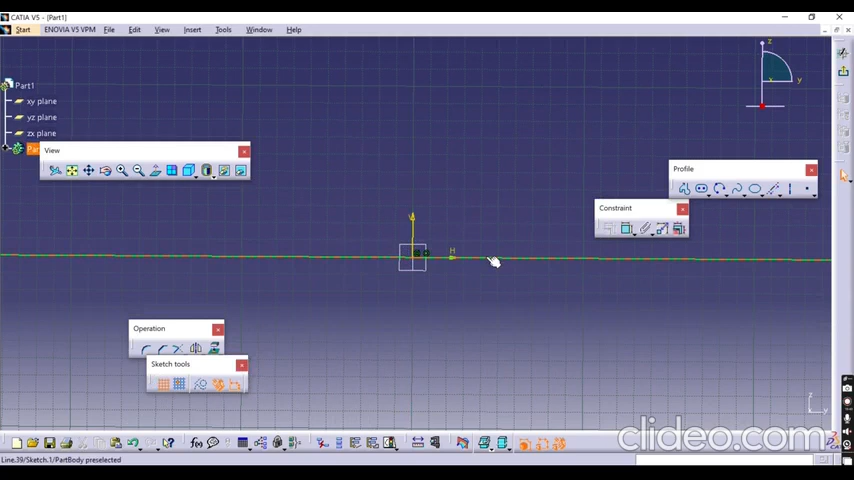 CATIA V5 - [Part1]
Start ENOVIA V5 VPM File Edit View Insert Tools Window Help
z
x y
Part1
xy plane
yz plane
zx plane
Par
View
Profile
Constraint
V
H
Operation
Sketch tools
z
y
clideo.com
Line.39/Sketch.1/PartBody preselected